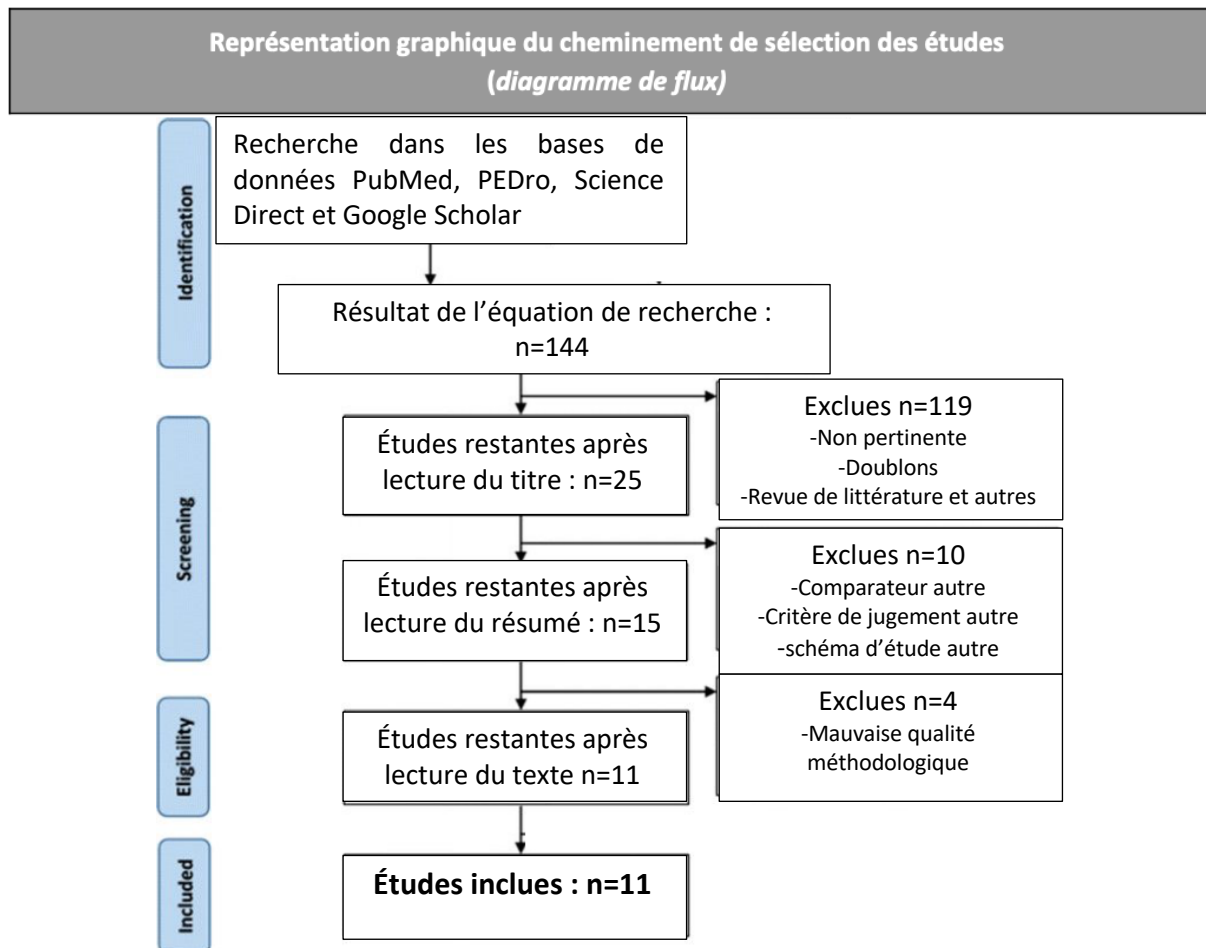 Représentation graphique du cheminement de sélection des études
(diagramme de flux)
Identification
Recherche dans les bases de
données PubMed, PEDro, Science
Direct et Google Scholar
Résultat de l'équation de recherche :
n=144
Exclues n=119
-Non pertinente
-Doublons
-Revue de littérature et autres
Screening
Études restantes après
lecture du titre : n=25
Exclues n=10
-Comparateur autre
-Critère de jugement autre
-schéma d'étude autre
Études restantes après
lecture du résumé : n=15
Exclues n=4
-Mauvaise qualité
méthodologique
Eligibility
Études restantes après
lecture du texte n=11
Included
Études inclues : n=11